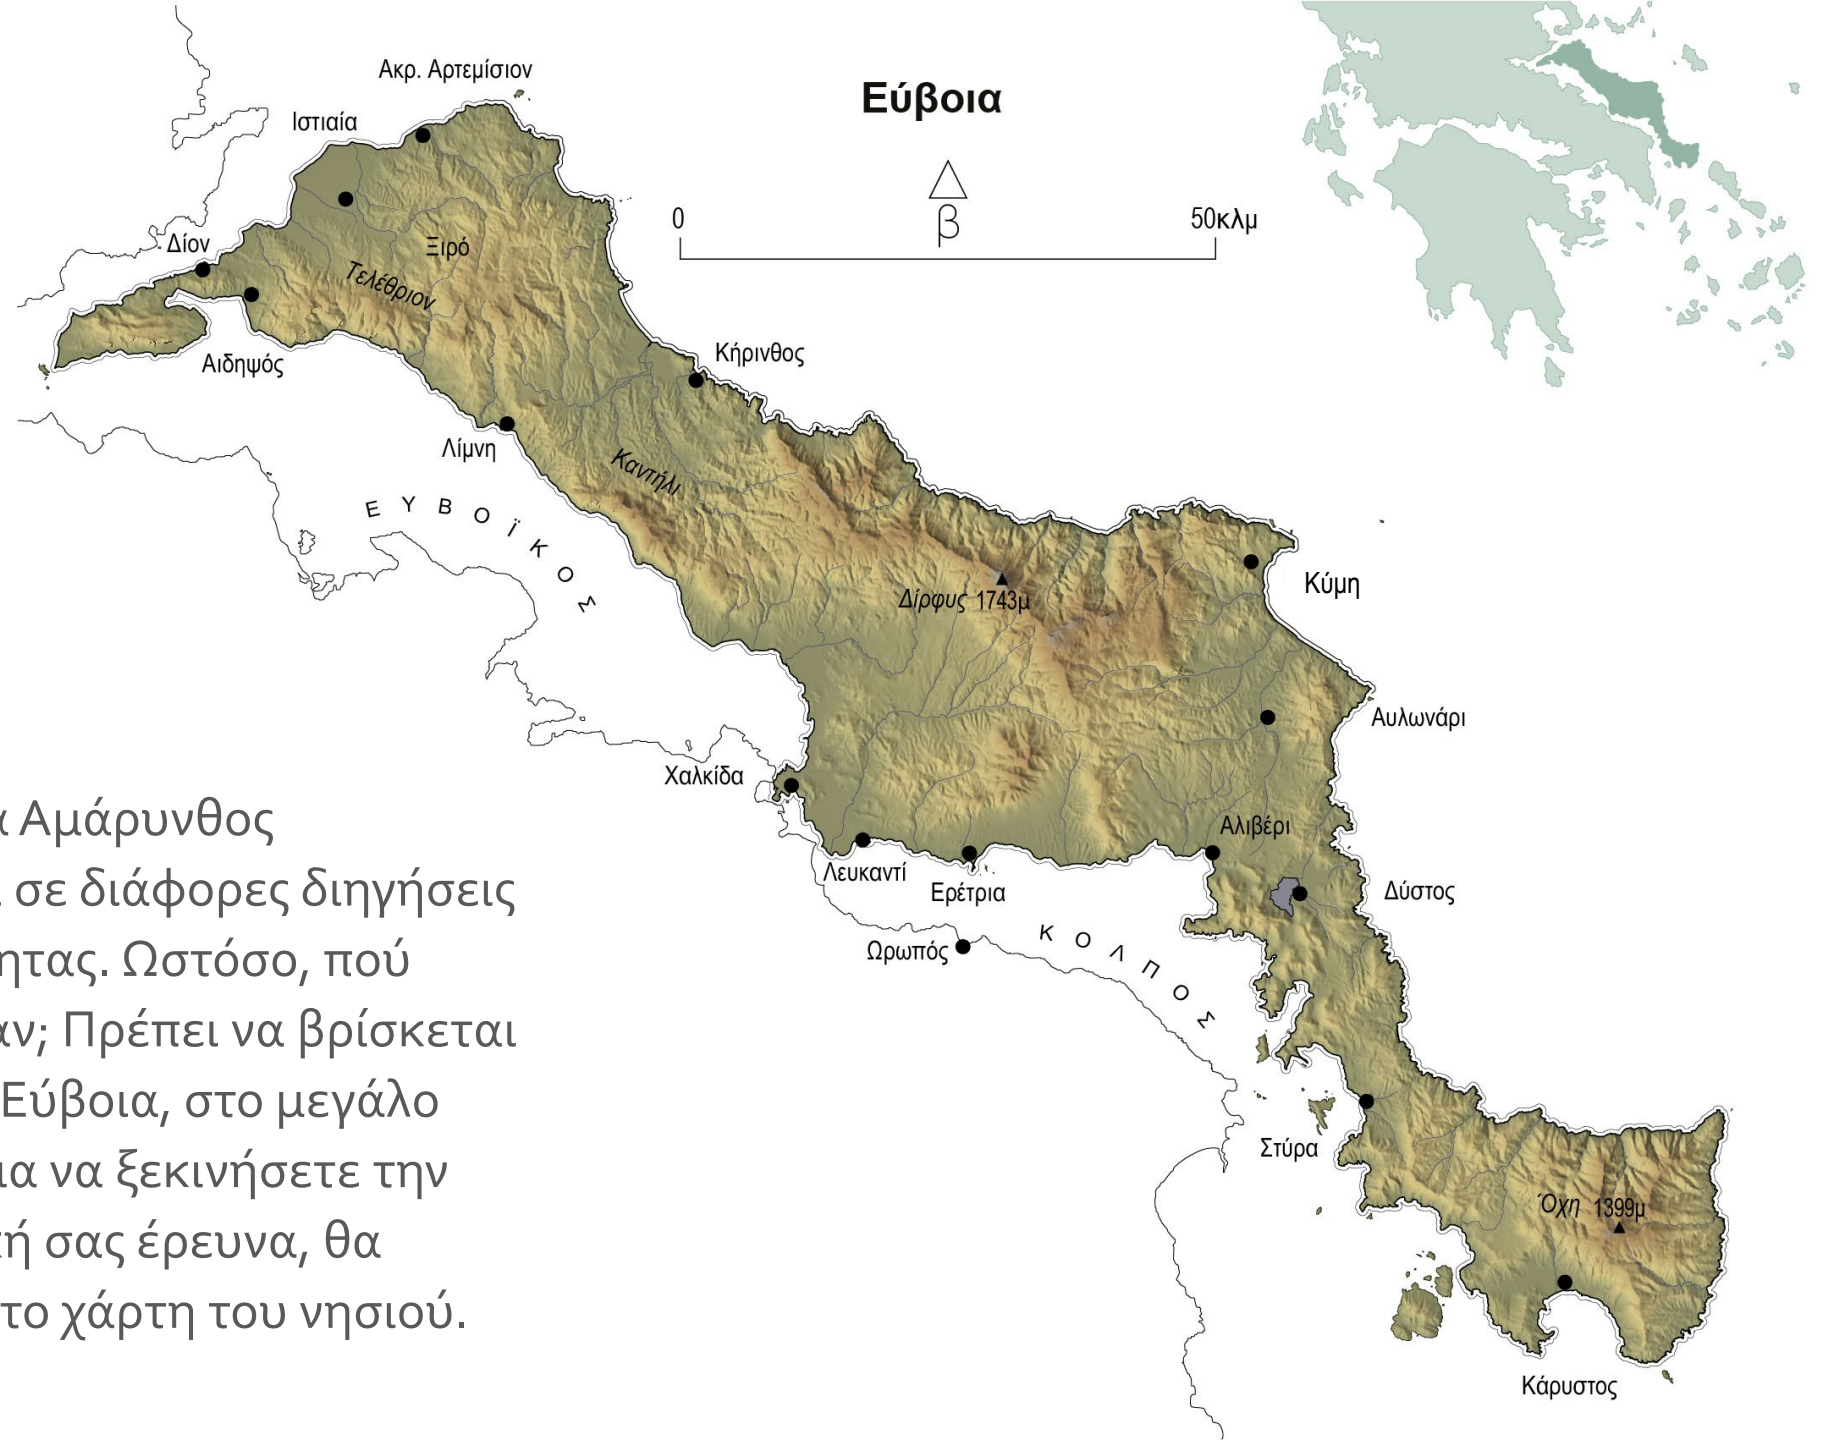 Εύβοια
β
0 50κλμ
Ακρ. Αρτεμίσιον
Ιστιαία
Ξιρό
Δίον
Τελέθριον
Αιδηψός
Κήρινθος
Λίμνη
Καντήλι
ΕΥΒΟΪΚΟΣ
Δίρφυς 1743μ
Κύμη
Αυλωνάρι
Χαλκίδα
Αλιβέρι
Λευκαντί
Ερέτρια
Δύστος
Ωρωπός
ΚΟΛΠΟΣ
Στύρα
Όχη 1399μ
Κάρυστος
α Αμάρυνθος
σε διάφορες διηγήσεις
ητας. Ωστόσο, πού
αν; Πρέπει να βρίσκεται
Εύβοια, στο μεγάλο
ια να ξεκινήσετε την
ή σας έρευνα, θα
το χάρτη του νησιού.